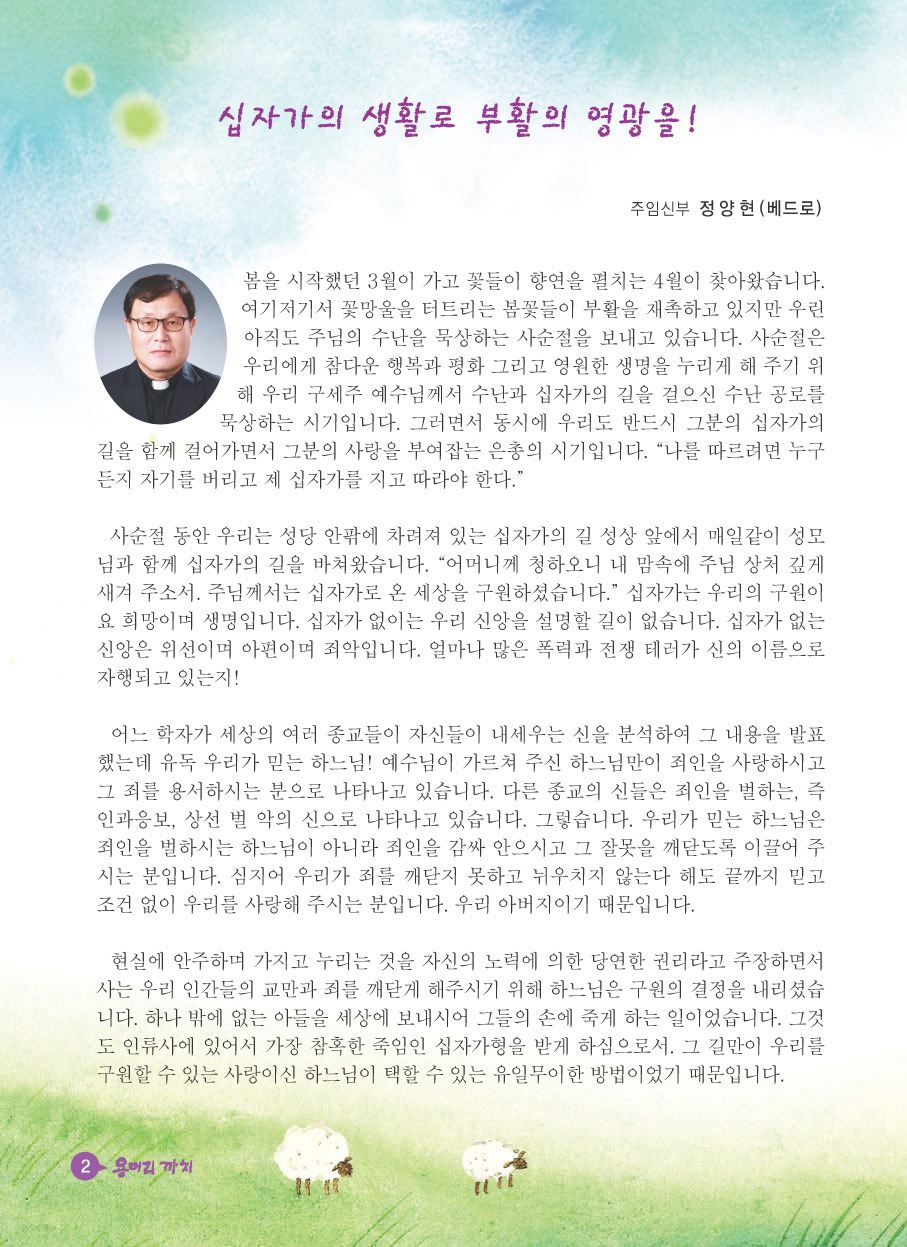 십자가의 생활로 부활의 영광을!
주임신부 정양현(베드로)
봄을 시작했던 3월이 가고 꽃들이 향연을 펼치는 4월이 찾아왔습니다.
여기저기서 꽃망울을 터트리는 봄꽃들이 부활을 재촉하고 있지만 우린
아직도 주님의 수난을 묵상하는 사순절을 보내고 있습니다. 사순절은
우리에게 참다운 행복과 평화 그리고 영원한 생명을 누리게 해 주기 위
해 우리 구세주 예수님께서 수난과 십자가의 길을 걸으신 수난 공로를
묵상하는 시기입니다. 그러면서 동시에 우리도 반드시 그분의 십자가의
길을 함께 걸어가면서 그분의 사랑을 부여잡는 은총의 시기입니다. “나를 따르려면 누구
든지 자기를 버리고 제 십자가를 지고 따라야 한다.”
사순절 동안 우리는 성당 안팎에 차려져 있는 십자가의 길 성상 앞에서 매일같이 성모
님과 함께 십자가의 길을 바쳐왔습니다. “어머니께 청하오니 내 맘속에 주님 상처 깊게
새겨 주소서. 주님께서는 십자가로 온 세상을 구원하셨습니다.” 십자가는 우리의 구원이
요 희망이며 생명입니다. 십자가 없이는 우리 신앙을 설명할 길이 없습니다. 십자가 없는
신앙은 위선이며 아편이며 죄악입니다. 얼마나 많은 폭력과 전쟁 테러가 신의 이름으로
자행되고 있는지!
어느 학자가 세상의 여러 종교들이 자신들이 내세우는 신을 분석하여 그 내용을 발표
했는데 유독 우리가 믿는 하느님! 예수님이 가르쳐 주신 하느님만이 죄인을 사랑하시고
그 죄를 용서하시는 분으로 나타나고 있습니다. 다른 종교의 신들은 죄인을 벌하는, 즉
인과응보, 상선 벌 악의 신으로 나타나고 있습니다. 그렇습니다. 우리가 믿는 하느님은
죄인을 벌하시는 하느님이 아니라 죄인을 감싸 안으시고 그 잘못을 깨닫도록 이끌어 주
시는 분입니다. 심지어 우리가 죄를 깨닫지 못하고 뉘우치지 않는다 해도 끝까지 믿고
조건 없이 우리를 사랑해 주시는 분입니다. 우리 아버지이기 때문입니다.
현실에 안주하며 가지고 누리는 것을 자신의 노력에 의한 당연한 권리라고 주장하면서
사는 우리 인간들의 교만과 죄를 깨닫게 해주시기 위해 하느님은 구원의 결정을 내리셨습
니다. 하나 밖에 없는 아들을 세상에 보내시어 그들의 손에 죽게 하는 일이었습니다. 그것
도 인류사에 있어서 가장 참혹한 죽임인 십자가형을 받게 하심으로서. 그 길만이 우리를
구원할 수 있는 사랑이신 하느님이 택할 수 있는 유일무이한 방법이었기 때문입니다.
2 용머리 까치